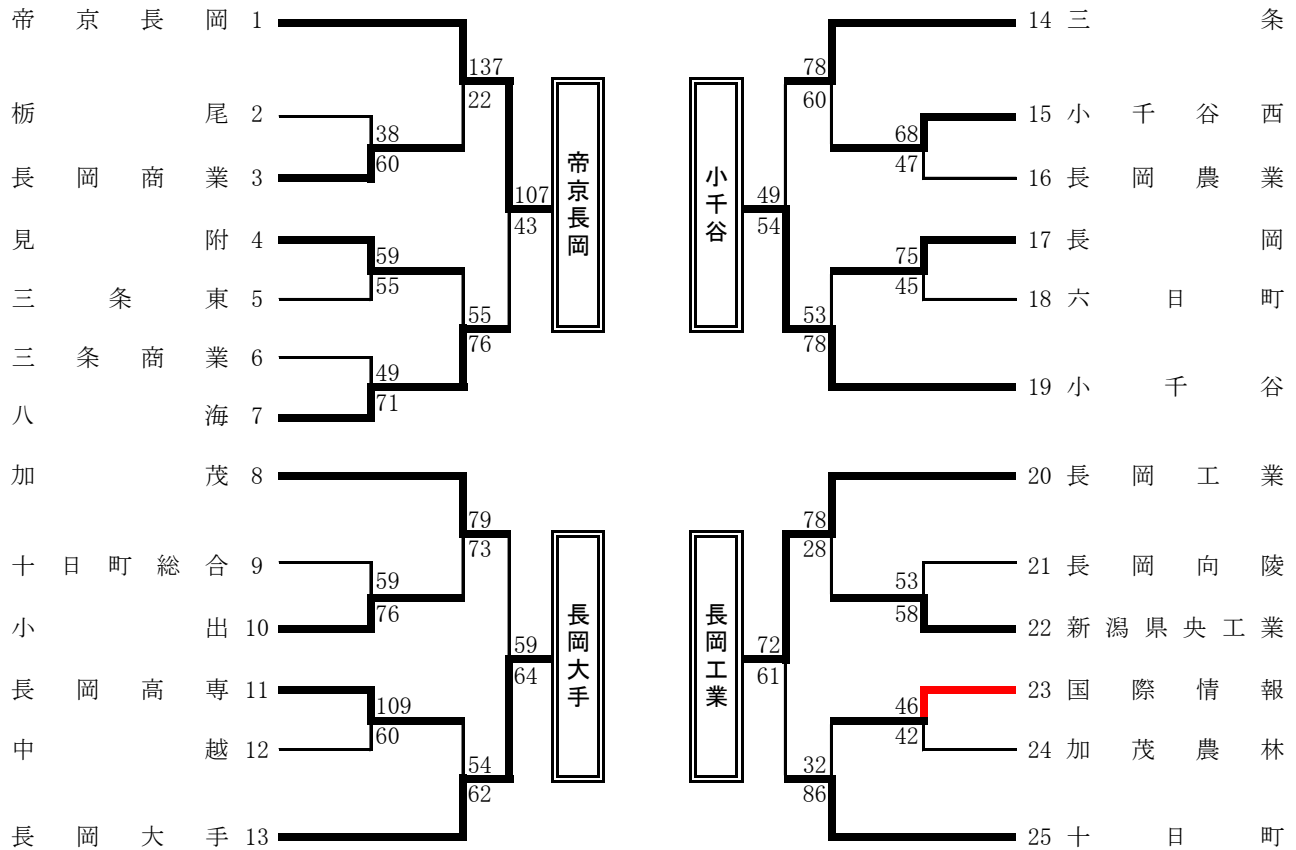 帝京長岡 1
137
22
栃尾 2
38
60
長岡商業 3
107
43
帝京長岡
見附 4
59
55
三条東 5
55
76
三条商業 6
49
71
八海 7
加茂 8
79
73
十日町総合 9
59
76
小出 10
59
64
長岡大手
長岡高専 11
109
60
中越 12
54
62
長岡大手 13
14 三条
78
60
15 小千谷西
68
47
16 長岡農業
小千谷
49
54
17 長岡
75
45
18 六日町
53
78
19 小千谷
20 長岡工業
78
28
21 長岡向陵
53
58
22 新潟県央工業
長岡工業
72
61
23 国際情報
46
42
24 加茂農林
32
86
25 十日町